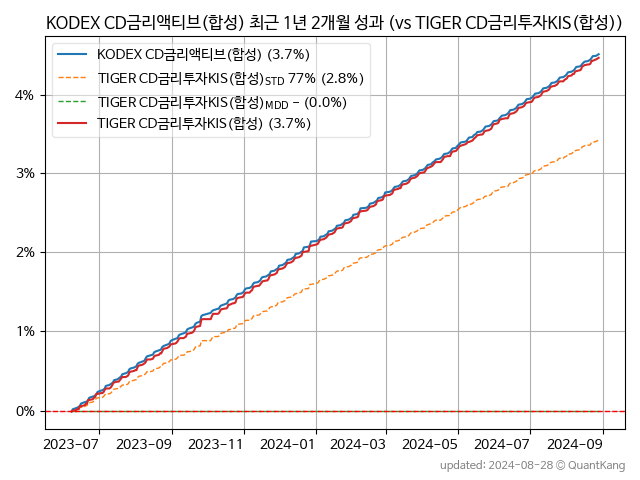 KODEX CD금리액티브(합성) 최근 1년 2개월 성과 (vs TIGER CD금리투자KIS(합성))
KODEX CD금리액티브(합성) (3.7%)
TIGER CD금리투자KIS(합성)STD 77% (2.8%)
TIGER CD금리투자KIS(합성)MDD - (0.0%)
TIGER CD금리투자KIS(합성) (3.7%)
4%
3%
2%
1%
0%
2023-07 2023-09 2023-11 2024-01 2024-03 2024-05 2024-07 2024-09
updated: 2024-08-28 @ QuantKang